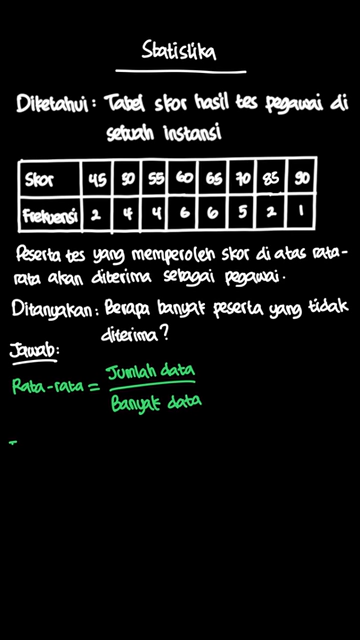 Statistika
Diketahui: Tabel skor hasil tes pegawai di
sebuah instansi
Skor 45 50 55 60 65 70 85 90
Frekuensi 2 4 4 6 6 5 2 1
Peserta tes yang memperoleh skor di atas rata-
rata akan diterima sebagai pegawai.
Ditanyakan: Berapa banyak peserta yang tidak
diterima?
Jawab:
Rata-rata = Jumlah data
Banyak data